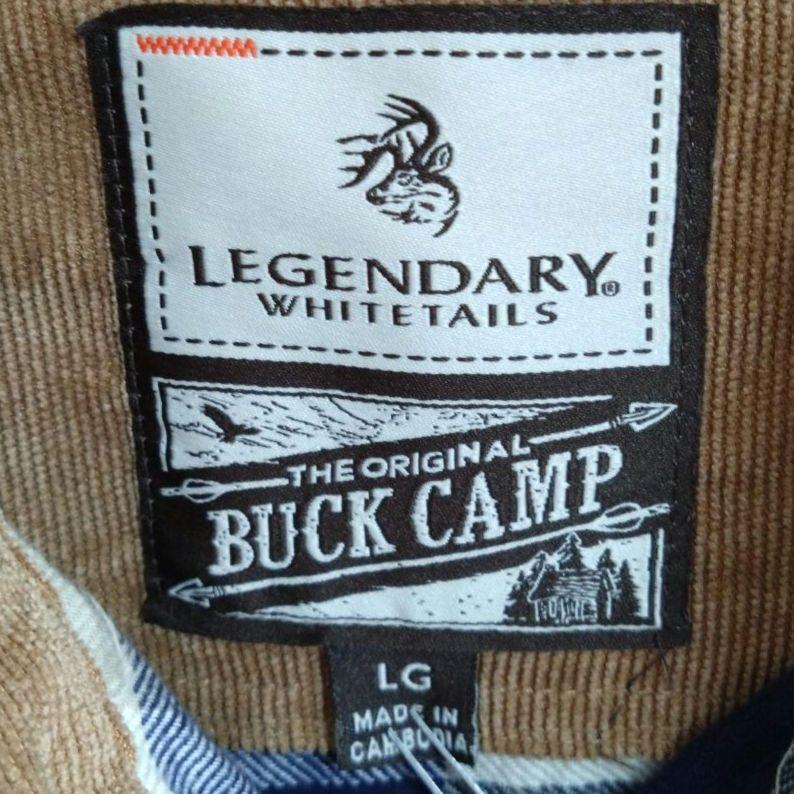 LEGENDARY®
WHITETAILS
THE ORIGINAL
BUCK CAMP
LG
MADE IN
CAMBODIA